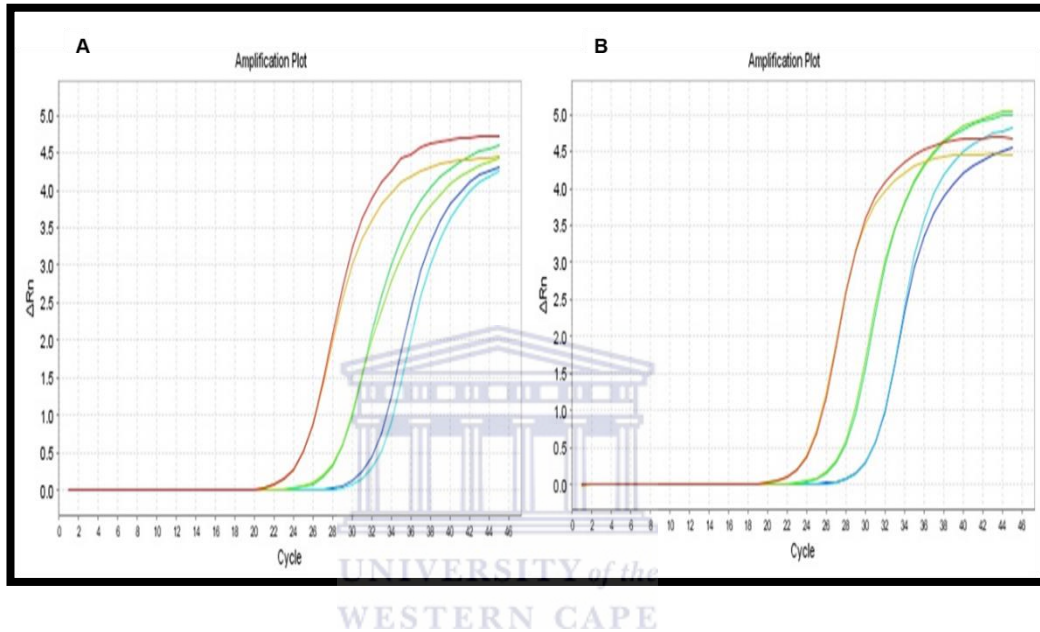 A
B
Amplification Plot
Amplification Plot
5.0
4.5
4.0
3.5
3.0
2.5
2.0
1.5
1.0
0.5
0.0
ΔRn
0 2 4 6 8 10 12 14 16 18 20 22 24 26 28 30 32 34 36 38 40 42 44 46
Cycle
5.0
4.5
4.0
3.5
3.0
2.5
2.0
1.5
1.0
0.5
0.0
ΔRn
0 2 4 6 8 10 12 14 16 18 20 22 24 26 28 30 32 34 36 38 40 42 44 46
Cycle
UNIVERSITY of the
WESTERN CAPE